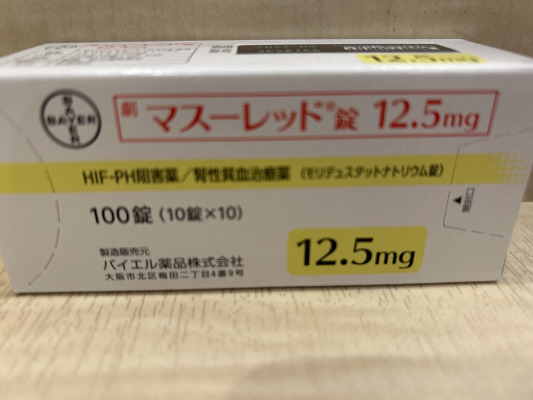 12.5mg
BAYER
BAYER
劇 マスーレッド®錠 12.5mg
HIF-PH阻害薬／腎性貧血治療薬 (モリデュスタットナトリウム錠)
100錠 (10錠×10)
製造販売元
バイエル薬品株式会社
大阪市北区梅田二丁目4番9号
12.5mg